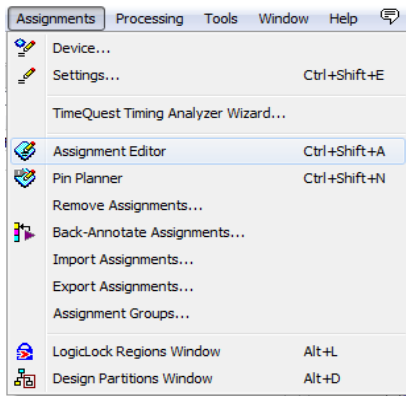 Assignments Processing Tools Window Help
Device...
Settings... Ctrl+Shift+E
TimeQuest Timing Analyzer Wizard...
Assignment Editor Ctrl+Shift+A
Pin Planner Ctrl+Shift+N
Remove Assignments...
Back-Annotate Assignments...
Import Assignments...
Export Assignments...
Assignment Groups...
LogicLock Regions Window Alt+L
Design Partitions Window Alt+D